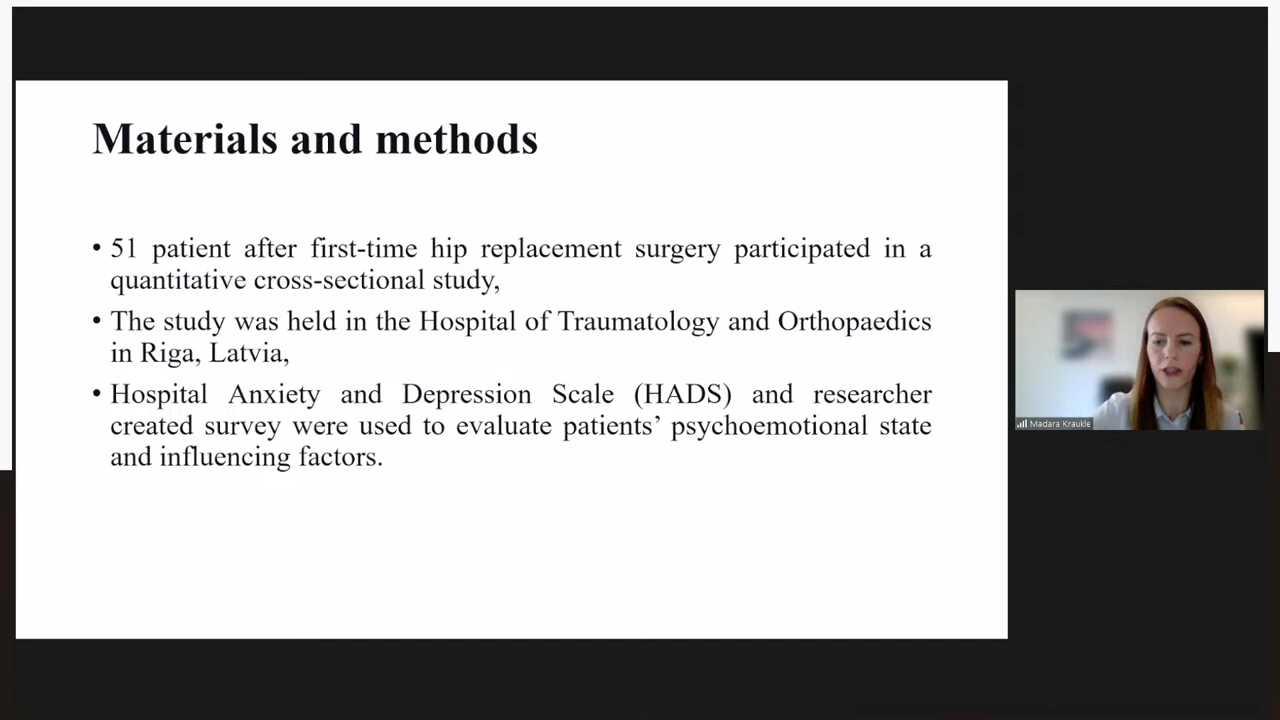 Materials and methods
• 51 patient after first-time hip replacement surgery participated in a
quantitative cross-sectional study,
• The study was held in the Hospital of Traumatology and Orthopaedics
in Riga, Latvia,
• Hospital Anxiety and Depression Scale (HADS) and researcher
created survey were used to evaluate patients’ psychoemotional state
and influencing factors.
Madara Kraukle